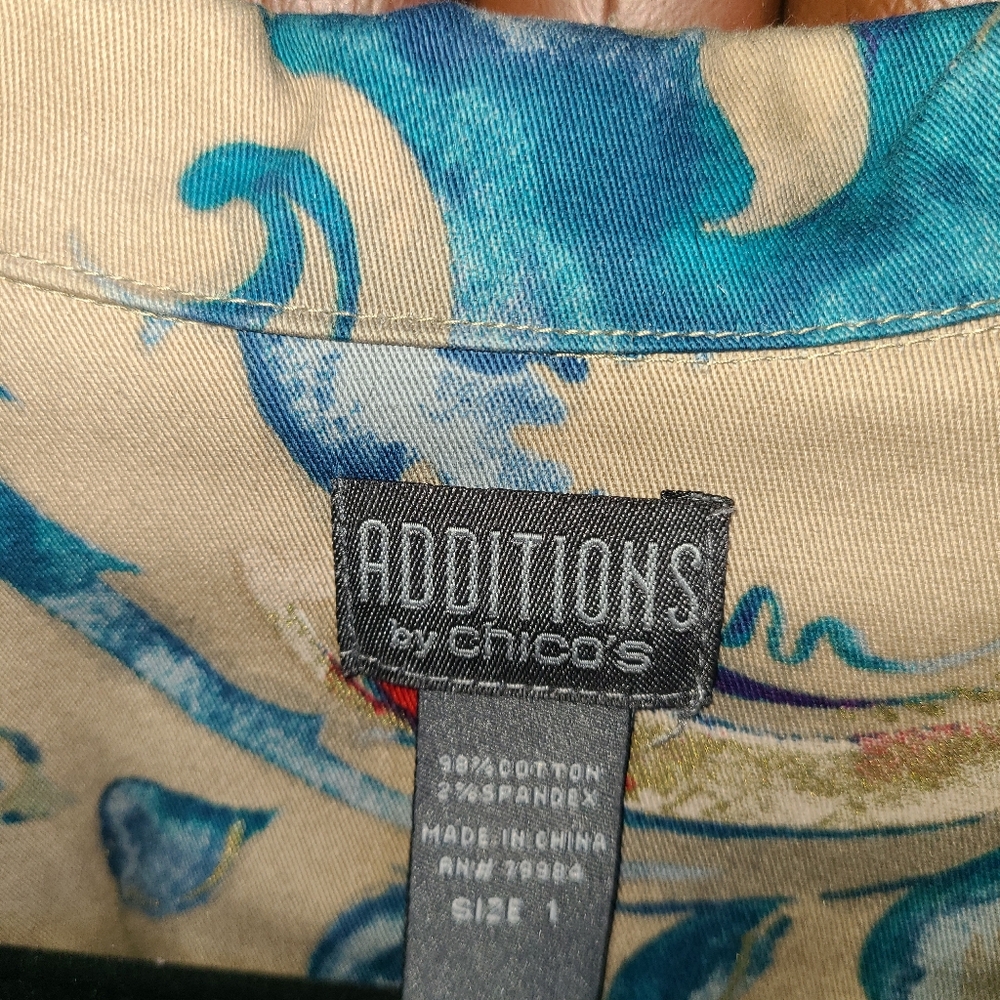 ADDITIONS
by chico's
98% COTTON
2% SPANDEX
MADE IN CHINA
RN# 79984
SIZE 1